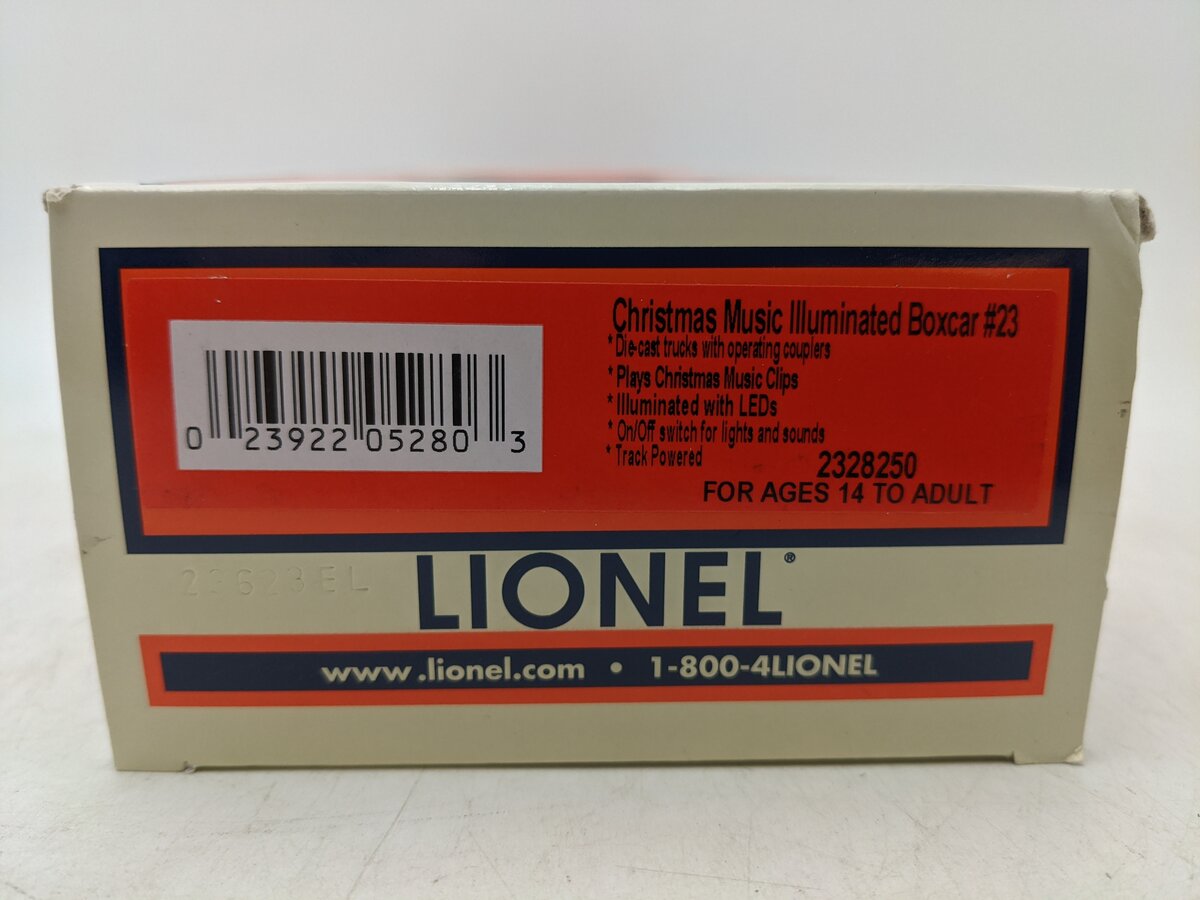 Christmas Music Illuminated Boxcar #23
* Die-cast trucks with operating couplers
* Plays Christmas Music Clips
* Illuminated with LEDs
* On/Off switch for lights and sounds
* Track Powered
2328250
FOR AGES 14 TO ADULT
0 23922 05280 3
23623EL
LIONEL®
www.lionel.com • 1-800-4LIONEL